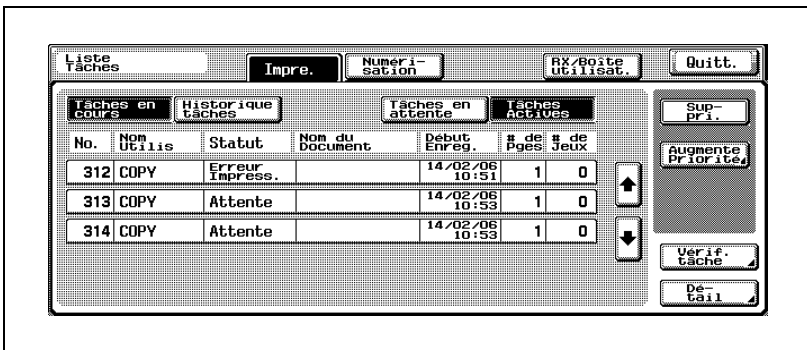 Liste
Tâches
Impre.
Numéri-
sation
RX/Boîte
utilisat.
Quitt.
Tâches en
cours
Historique
tâches
Tâches en
attente
Tâches
Actives
Sup-
pri.
No.
Nom
Utilis
Statut
Nom du
Document
Début
Enreg.
# de
Pges
# de
Jeux
Augmente
Priorité
312 COPY Erreur
Impress. 14/02/06
10:51 1 0
313 COPY Attente 14/02/06
10:53 1 0
314 COPY Attente 14/02/06
10:53 1 0
Vérif.
tâche
Dé-
tail